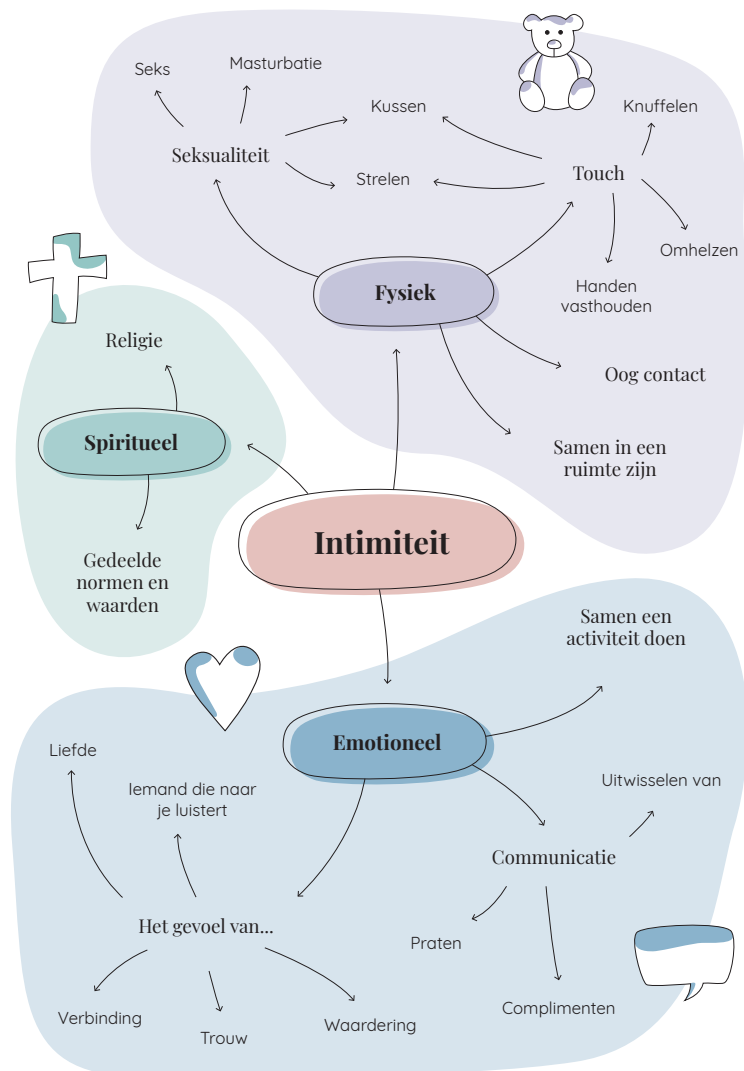 Seks
Masturbatie
Kussen
Knuffelen
Seksualiteit
Strelen
Touch
Omhelzen
Handen
vasthouden
Fysiek
Oog contact
Samen in een
ruimte zijn
Religie
Spiritueel
Gedeelde
normen en
waarden
Intimiteit
Samen een
activiteit doen
Emotioneel
Liefde
Iemand die naar
je luistert
Uitwisselen van
Communicatie
Het gevoel van...
Praten
Complimenten
Verbinding
Trouw
Waardering